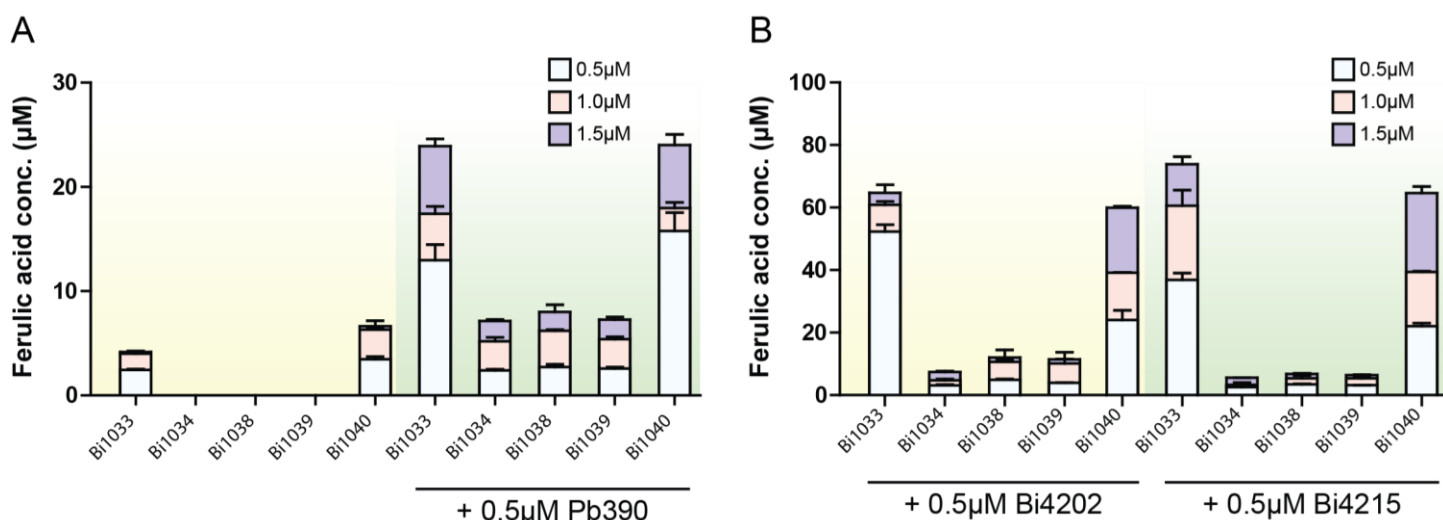 A
Ferulic acid conc. (µM)
30
20
10
0
0.5µM
1.0µM
1.5µM
Bi1033
Bi1034
Bi1038
Bi1039
Bi1040
Bi1033
Bi1034
Bi1038
Bi1039
Bi1040
+ 0.5µM Pb390
B
Ferulic acid conc. (µM)
100
80
60
40
20
0
0.5µM
1.0µM
1.5µM
Bi1033
Bi1034
Bi1038
Bi1039
Bi1040
Bi1033
Bi1034
Bi1038
Bi1039
Bi1040
+ 0.5µM Bi4202
+ 0.5µM Bi4215